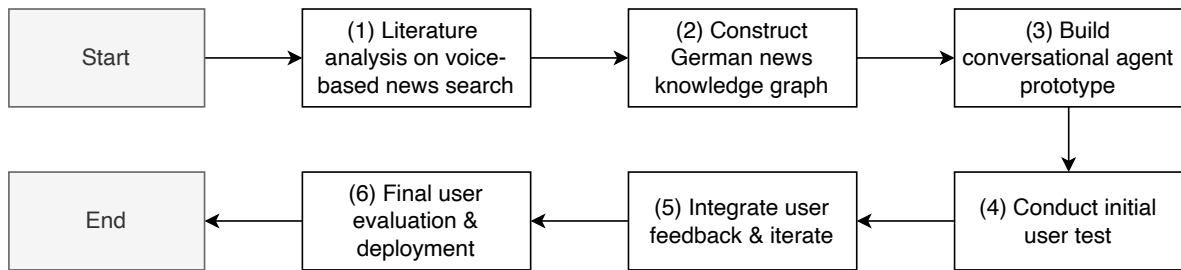 Start
(1) Literature
analysis on voice-
based news search
(2) Construct
German news
knowledge graph
(3) Build
conversational agent
prototype
(4) Conduct initial
user test
(5) Integrate user
feedback & iterate
(6) Final user
evaluation &
deployment
End